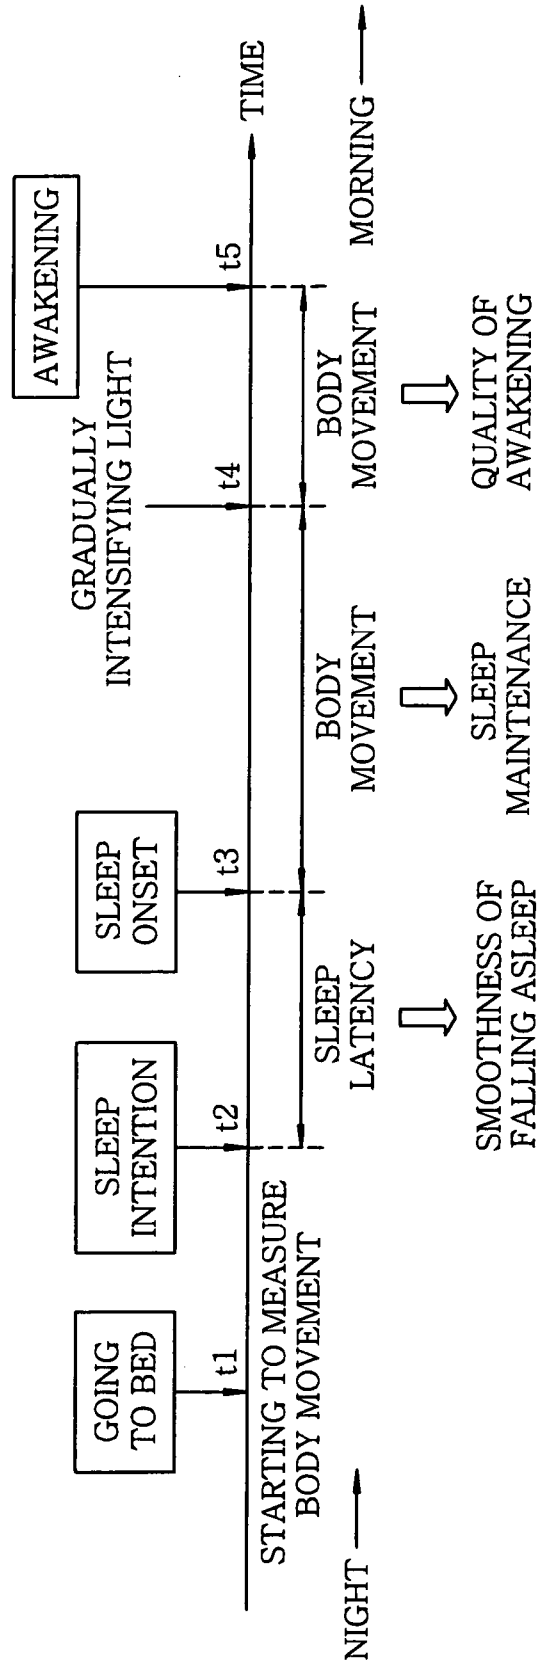 GOING
TO BED
SLEEP
INTENTION
SLEEP
ONSET
GRADUALLY
INTENSIFYING LIGHT
AWAKENING
t1
t2
t3
t4
t5
TIME
STARTING TO MEASURE
BODY MOVEMENT
SLEEP
LATENCY
BODY
MOVEMENT
BODY
MOVEMENT
NIGHT
MORNING
SMOOTHNESS OF
FALLING ASLEEP
SLEEP
MAINTENANCE
QUALITY OF
AWAKENING